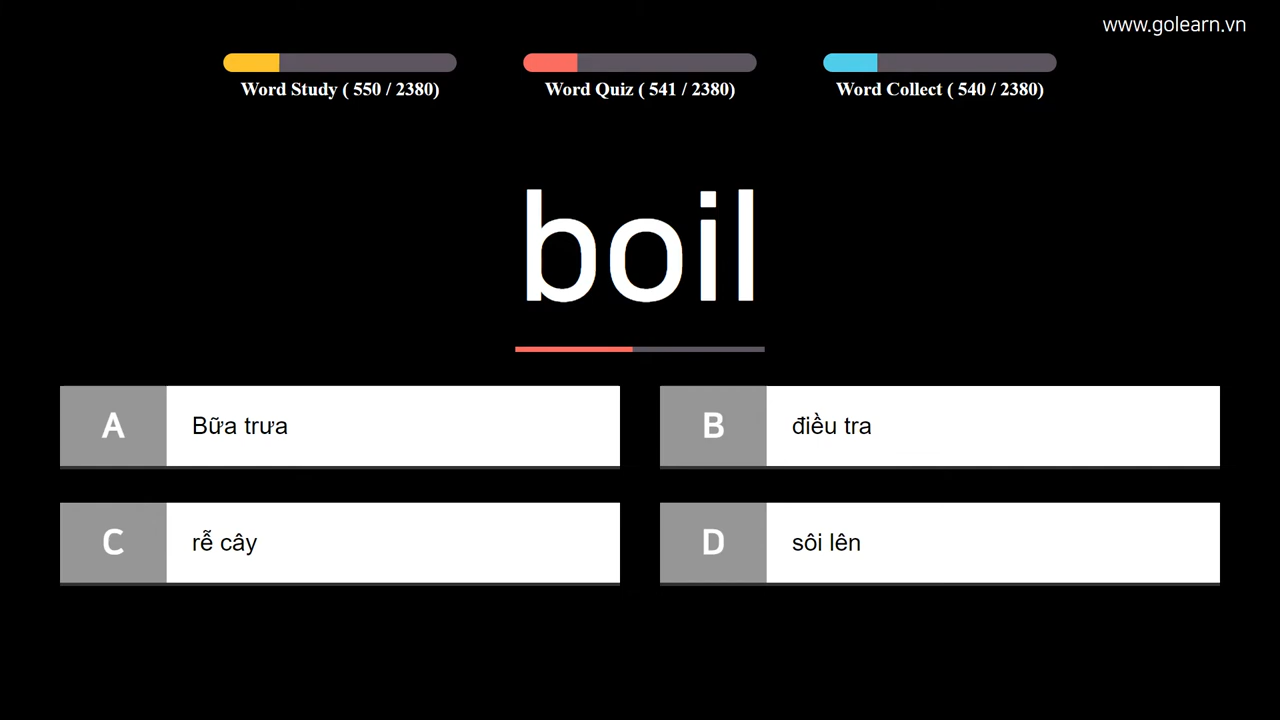 www.golearn.vn
Word Study ( 550 / 2380)
Word Quiz ( 541 / 2380)
Word Collect ( 540 / 2380)
boil
A Bữa trưa
B điều tra
C rễ cây
D sôi lên